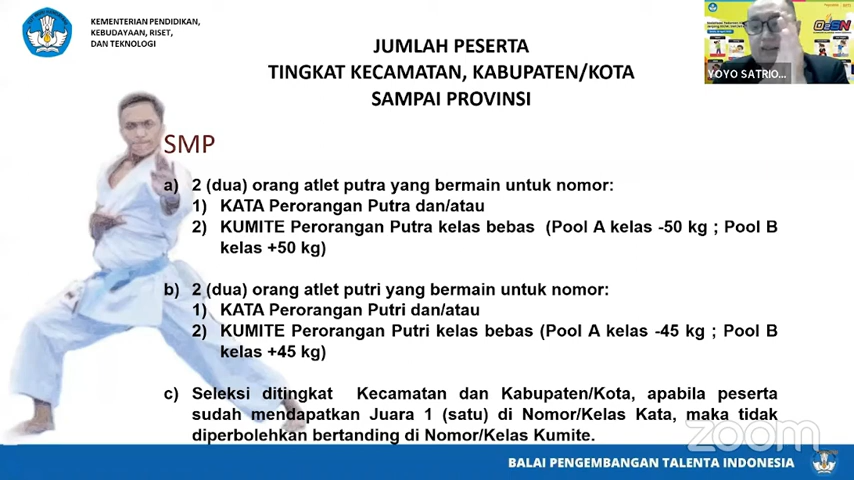 KEMENTERIAN PENDIDIKAN,
KEBUDAYAAN, RISET,
DAN TEKNOLOGI
JUMLAH PESERTA
TINGKAT KECAMATAN, KABUPATEN/KOTA
SAMPAI PROVINSI
O2SN
YOYO SATRIO...
SMP
a) 2 (dua) orang atlet putra yang bermain untuk nomor:
1) KATA Perorangan Putra dan/atau
2) KUMITE Perorangan Putra kelas bebas (Pool A kelas -50 kg ; Pool B
kelas +50 kg)
b) 2 (dua) orang atlet putri yang bermain untuk nomor:
1) KATA Perorangan Putri dan/atau
2) KUMITE Perorangan Putri kelas bebas (Pool A kelas -45 kg ; Pool B
kelas +45 kg)
c) Seleksi ditingkat Kecamatan dan Kabupaten/Kota, apabila peserta
sudah mendapatkan Juara 1 (satu) di Nomor/Kelas Kata, maka tidak
diperbolehkan bertanding di Nomor/Kelas Kumite.
zoom
BALAI PENGEMBANGAN TALENTA INDONESIA